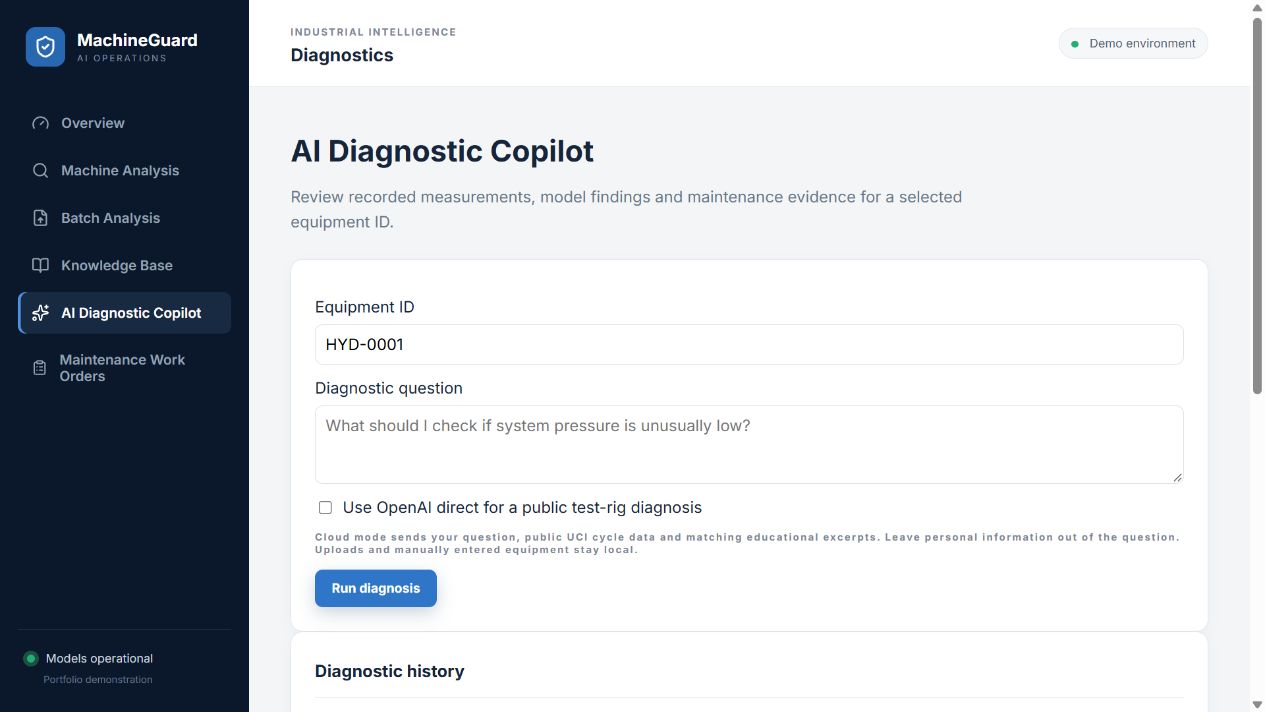 MachineGuard
AI OPERATIONS
Overview
Machine Analysis
Batch Analysis
Knowledge Base
AI Diagnostic Copilot
Maintenance Work
Orders
Models operational
Portfolio demonstration
INDUSTRIAL INTELLIGENCE
Diagnostics
Demo environment
AI Diagnostic Copilot
Review recorded measurements, model findings and maintenance evidence for a selected
equipment ID.
Equipment ID
HYD-0001
Diagnostic question
What should I check if system pressure is unusually low?
Use OpenAI direct for a public test-rig diagnosis
Cloud mode sends your question, public UCI cycle data and matching educational excerpts. Leave personal information out of the question.
Uploads and manually entered equipment stay local.
Run diagnosis
Diagnostic history